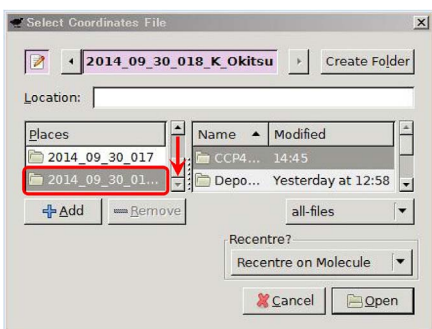 Select Coordinates File
2014_09_30_018_K_Okitsu
Create Folder
Location:
Places
Name
Modified
2014_09_30_017
CCP4...
14:45
2014_09_30_01...
Depo...
Yesterday at 12:58
Add
Remove
all-files
Recentre?
Recentre on Molecule
Cancel
Open